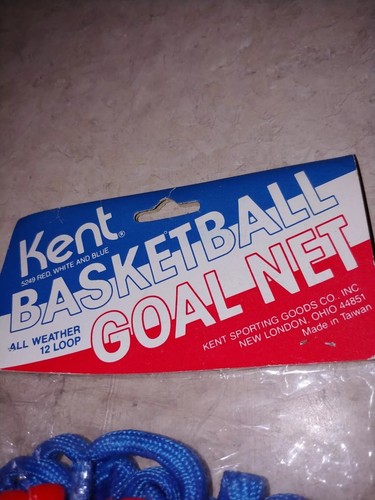 Kent®
5249 RED, WHITE AND BLUE
BASKETBALL
GOAL NET
ALL WEATHER
12 LOOP
KENT SPORTING GOODS CO. INC.
NEW LONDON, OHIO 44851
Made in Taiwan